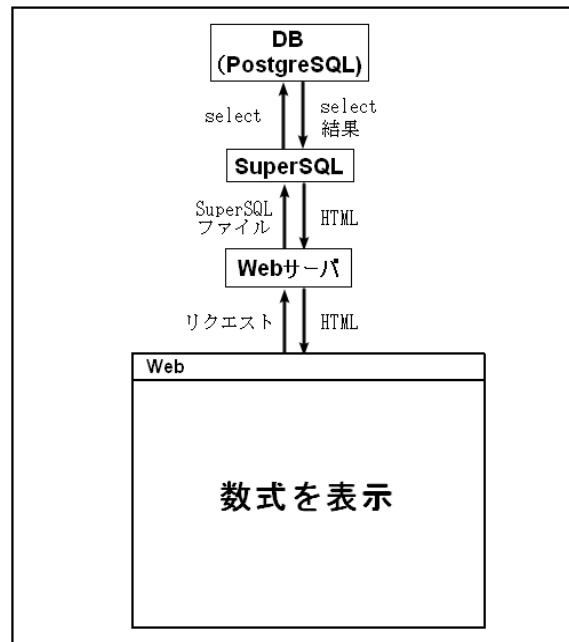 DB
(PostgreSQL)
select
select
結果
SuperSQL
SuperSQL
ファイル
HTML
Webサーバ
リクエスト
HTML
Web
数式を表示